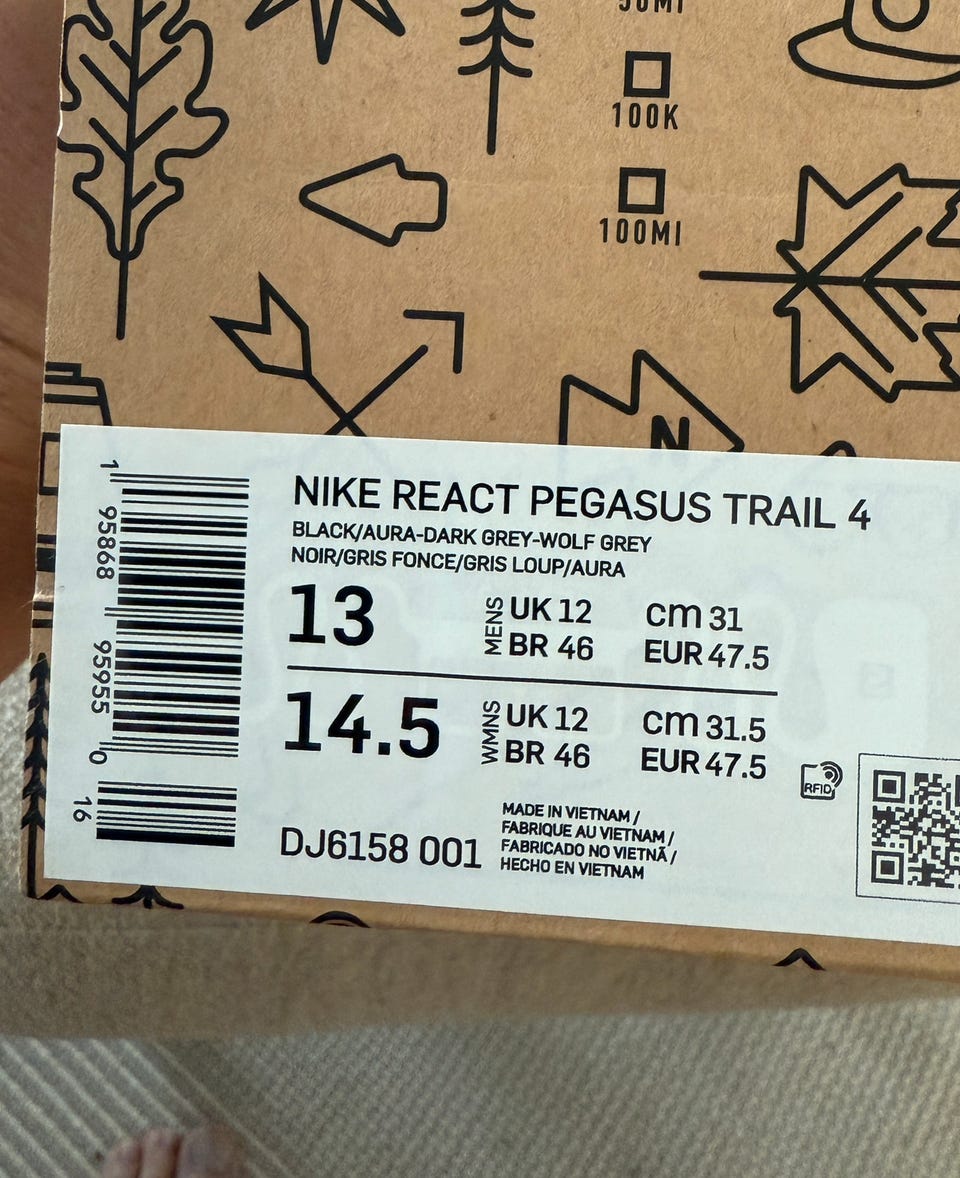 50MI
100K
100MI
N
NIKE REACT PEGASUS TRAIL 4
BLACK/AURA-DARK GREY-WOLF GREY
NOIR/GRIS FONCE/GRIS LOUP/AURA
13 MENS UK 12 cm 31
BR 46 EUR 47.5
14.5 WMNS UK 12 cm 31.5
BR 46 EUR 47.5
RFID
DJ6158 001
MADE IN VIETNAM /
FABRIQUE AU VIETNAM /
FABRICADO NO VIETNÃ /
HECHO EN VIETNAM
1 95868 95955 0
16